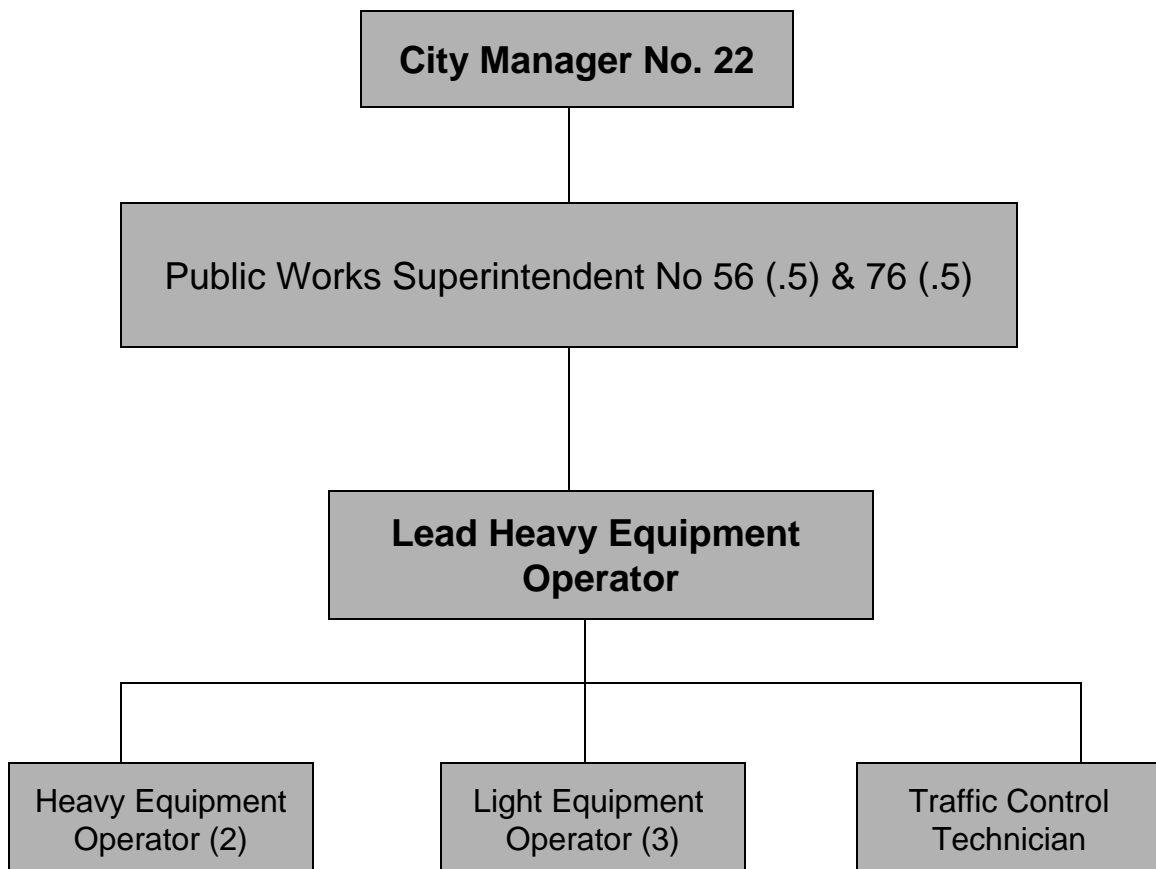 City Manager No. 22
Public Works Superintendent No 56 (.5) & 76 (.5)
Lead Heavy Equipment
Operator
Heavy Equipment
Operator (2)
Light Equipment
Operator (3)
Traffic Control
Technician